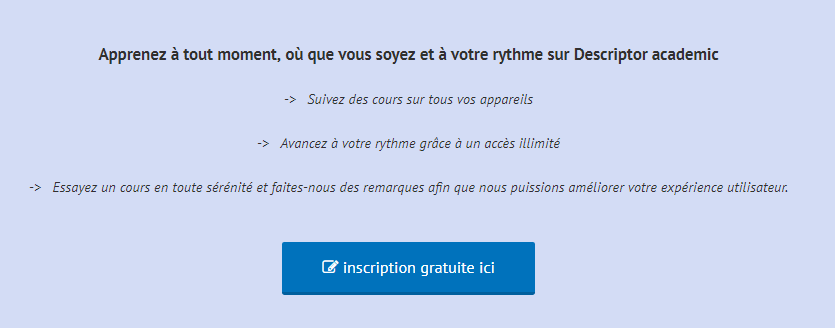 Apprenez à tout moment, où que vous soyez et à votre rythme sur Descriptor academic
-> Suivez des cours sur tous vos appareils
-> Avancez à votre rythme grâce à un accès illimité
-> Essayez un cours en toute sérénité et faites-nous des remarques afin que nous puissions améliorer votre expérience utilisateur.
inscription gratuite ici